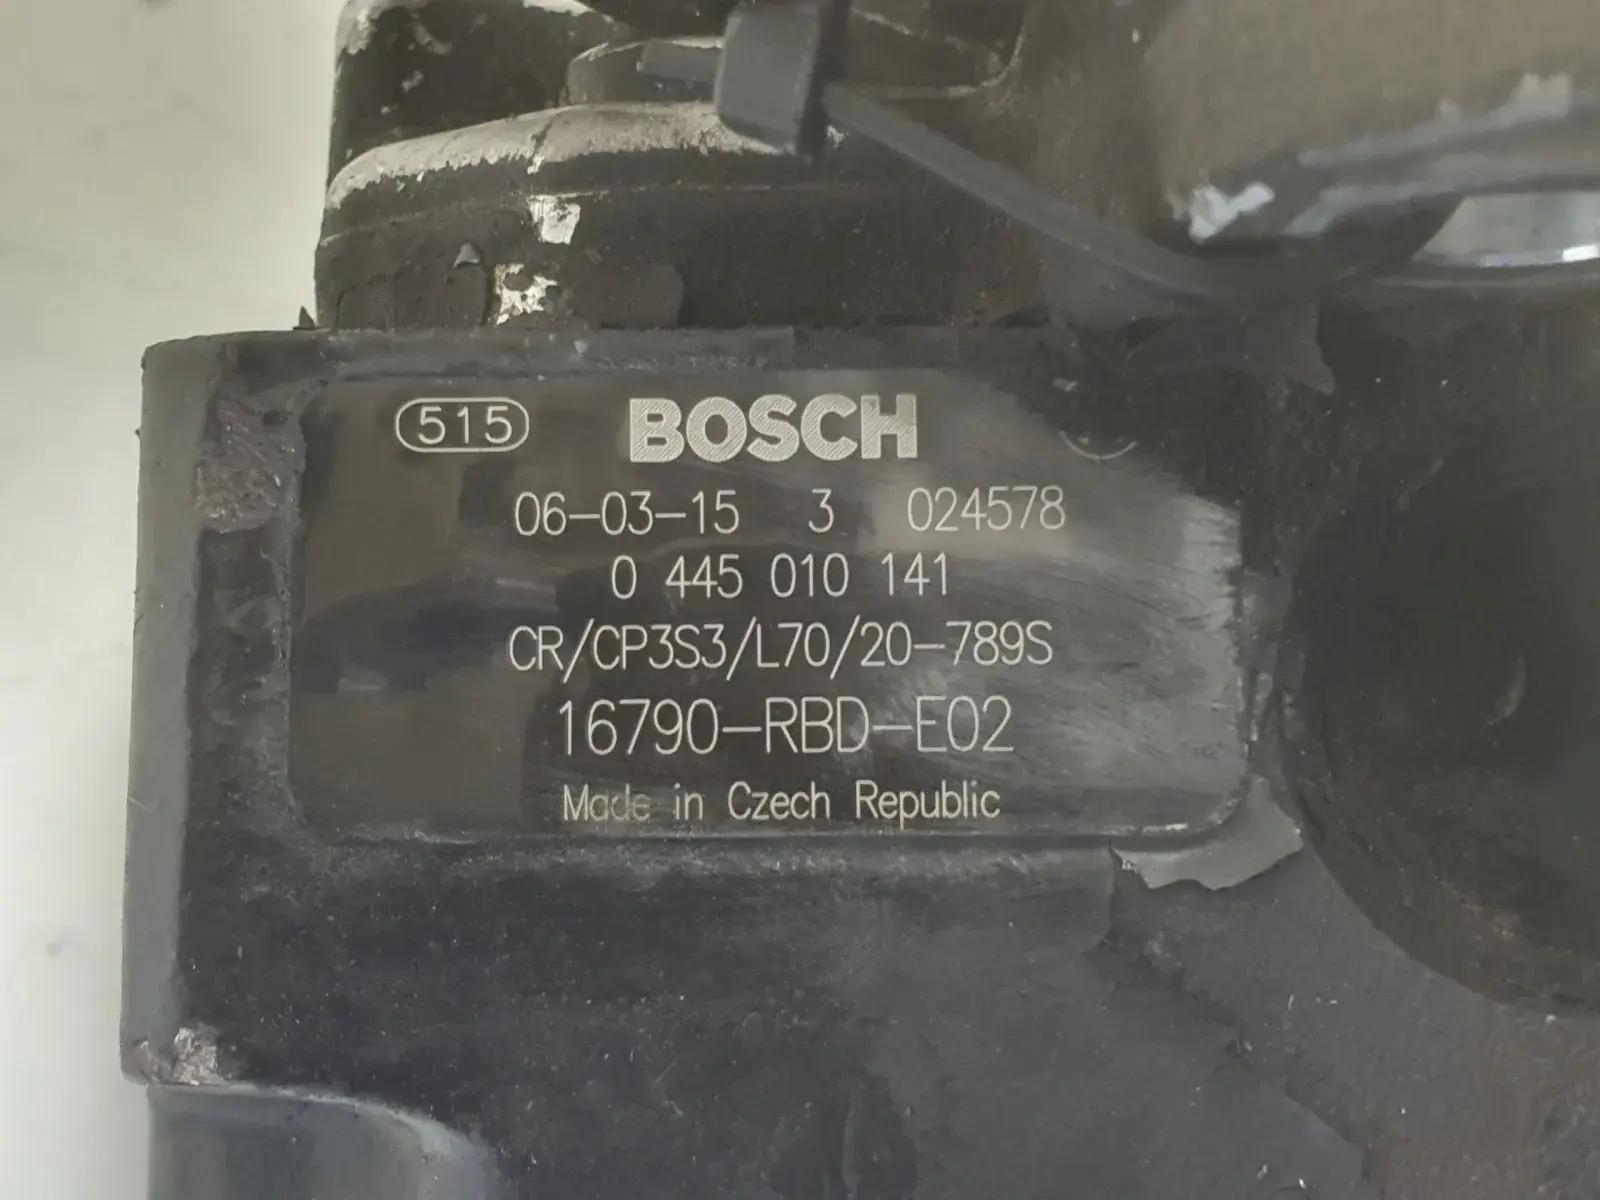 515 BOSCH
06-03-15 3 024578
0 445 010 141
CR/CP3S3/L70/20-789S
16790-RBD-E02
Made in Czech Republic